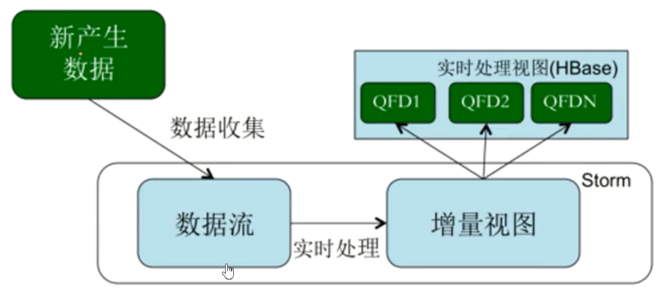 新产生
数据
实时处理视图(HBase)
QFD1
QFD2
QFDN
数据收集
Storm
数据流
实时处理
增量视图